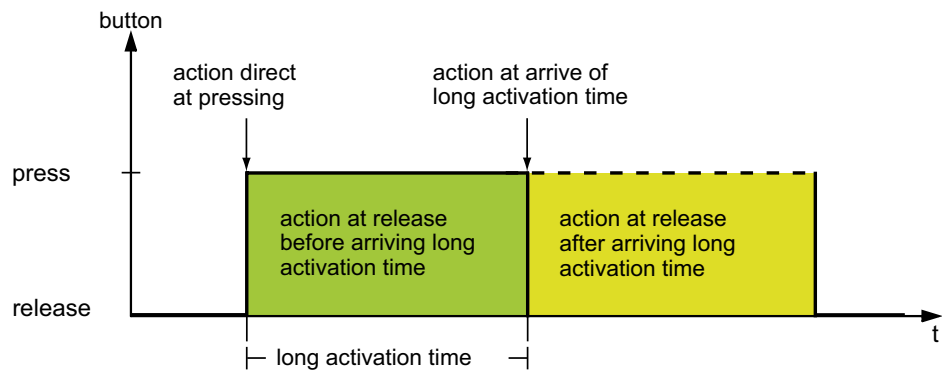 button
action direct
at pressing
action at arrive of
long activation time
press
action at release
before arriving long
activation time
action at release
after arriving long
activation time
release
t
long activation time